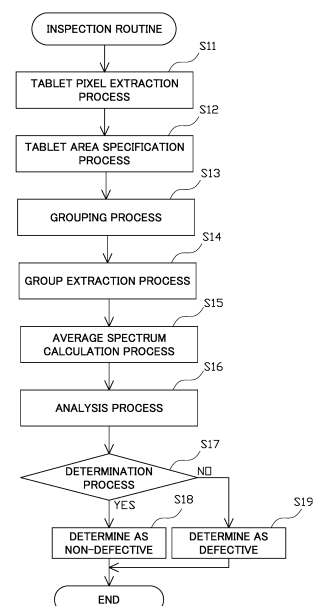 INSPECTION ROUTINE
S11
TABLET PIXEL EXTRACTION
PROCESS
S12
TABLET AREA SPECIFICATION
PROCESS
S13
GROUPING PROCESS
S14
GROUP EXTRACTION PROCESS
S15
AVERAGE SPECTRUM
CALCULATION PROCESS
S16
ANALYSIS PROCESS
S17
DETERMINATION
PROCESS
NO
YES
S18
DETERMINE AS
NON-DEFECTIVE
S19
DETERMINE AS
DEFECTIVE
END